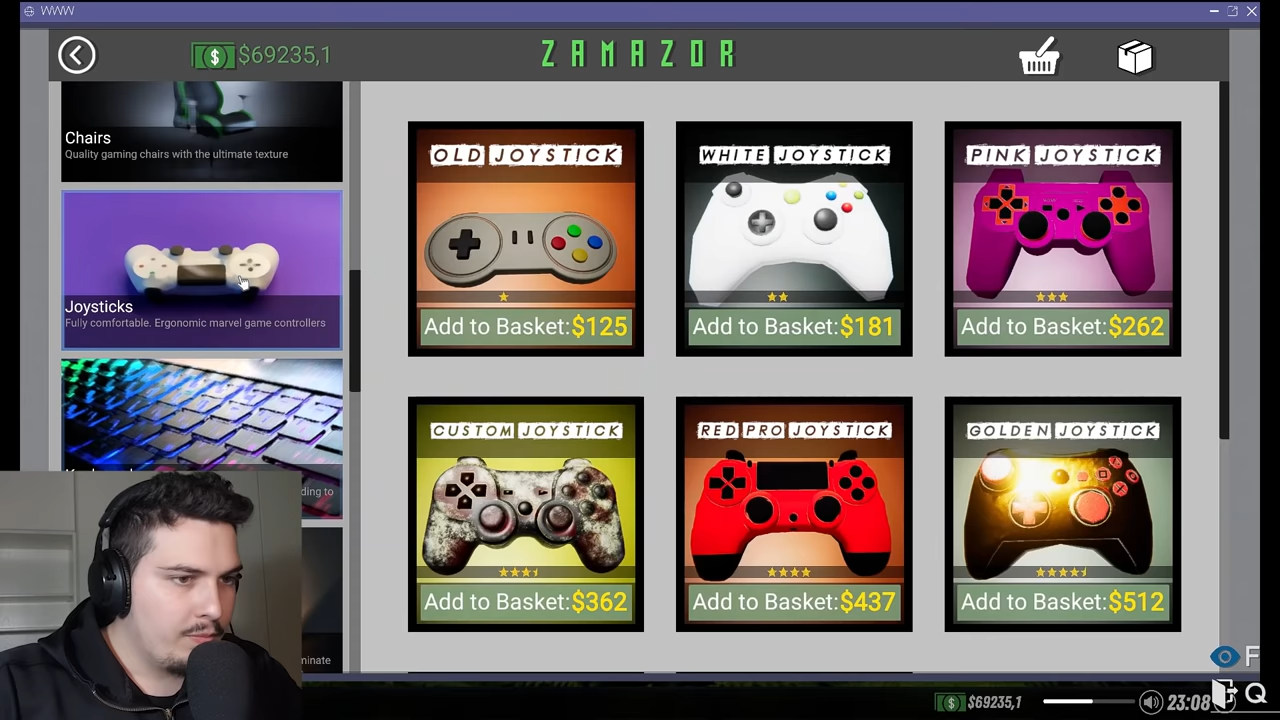 WWW
$69235,1
ZAMAZOR
Chairs
Quality gaming chairs with the ultimate texture
Joysticks
Fully comfortable. Ergonomic marvel game controllers
ding to
minate
OLD JOYSTICK
Add to Basket:$125
WHITE JOYSTICK
Add to Basket:$181
PINK JOYSTICK
Add to Basket:$262
CUSTOM JOYSTICK
Add to Basket:$362
RED PRO JOYSTICK
Add to Basket:$437
GOLDEN JOYSTICK
Add to Basket:$512
F
$69235,1
23:08
Q